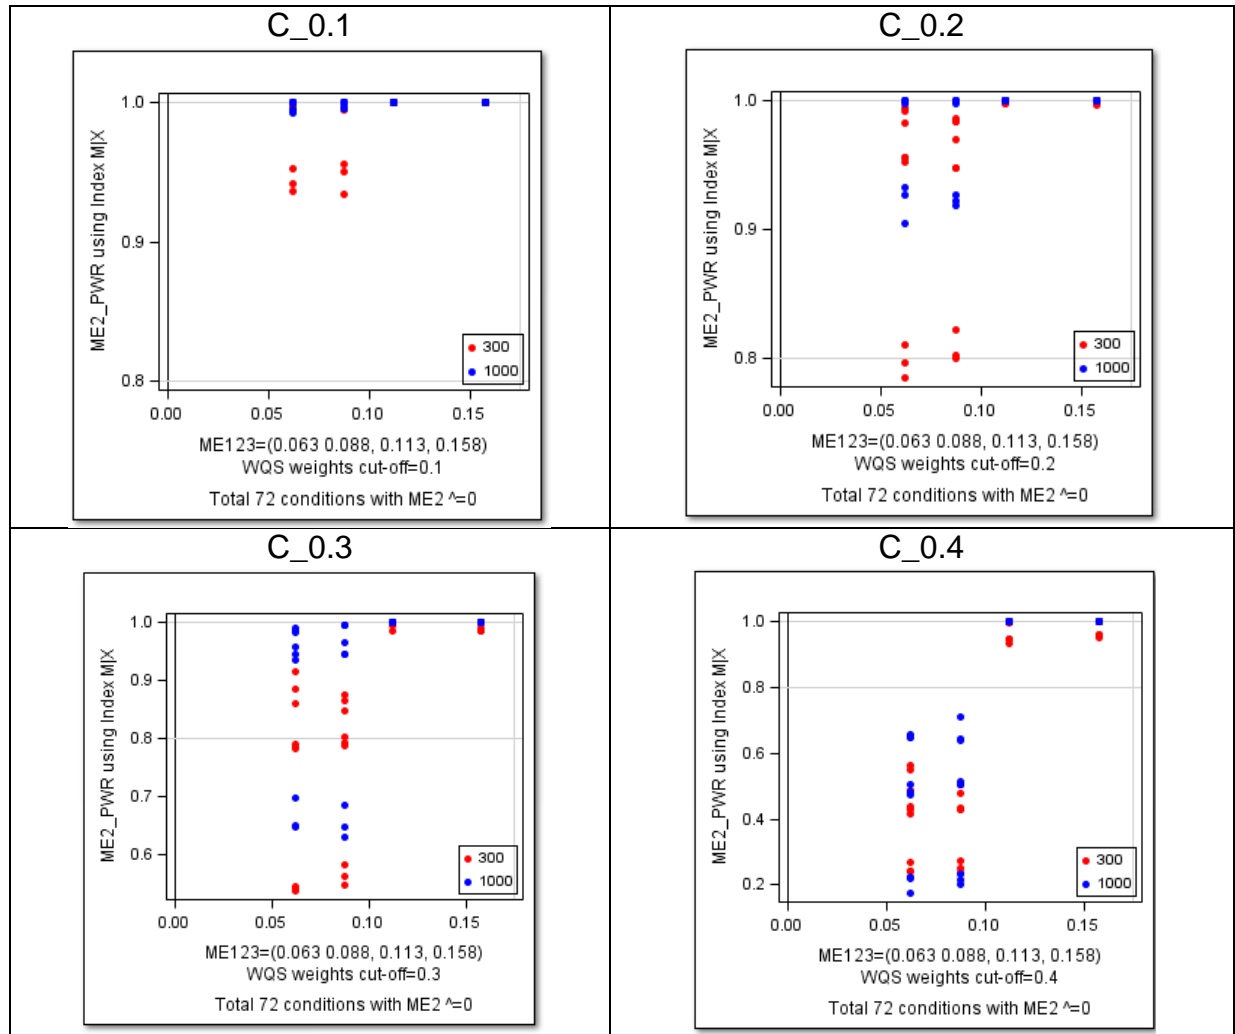 C_0.1
ME2_PWR using Index M|X
1.0
0.9
0.8
300
1000
0.00 0.05 0.10 0.15
ME123=(0.063 0.088, 0.113, 0.158)
WQS weights cut-off=0.1
Total 72 conditions with ME2 ^=0
C_0.2
ME2_PWR using Index M|X
1.0
0.9
0.8
300
1000
0.00 0.05 0.10 0.15
ME123=(0.063 0.088, 0.113, 0.158)
WQS weights cut-off=0.2
Total 72 conditions with ME2 ^=0
C_0.3
ME2_PWR using Index M|X
1.0
0.9
0.8
0.7
0.6
300
1000
0.00 0.05 0.10 0.15
ME123=(0.063 0.088, 0.113, 0.158)
WQS weights cut-off=0.3
Total 72 conditions with ME2 ^=0
C_0.4
ME2_PWR using Index M|X
1.0
0.8
0.6
0.4
0.2
300
1000
0.00 0.05 0.10 0.15
ME123=(0.063 0.088, 0.113, 0.158)
WQS weights cut-off=0.4
Total 72 conditions with ME2 ^=0